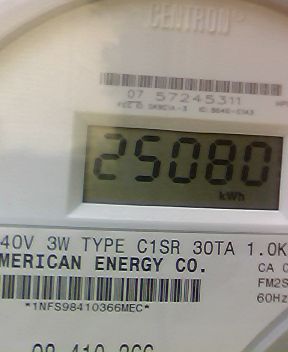 CENTRON
07 57245311
25080
kWh
40V 3W TYPE C1SR 30TA 1.0K
MERICAN ENERGY CO.
CA 0
FM2S
60Hz
*1NFS98410366MEC*